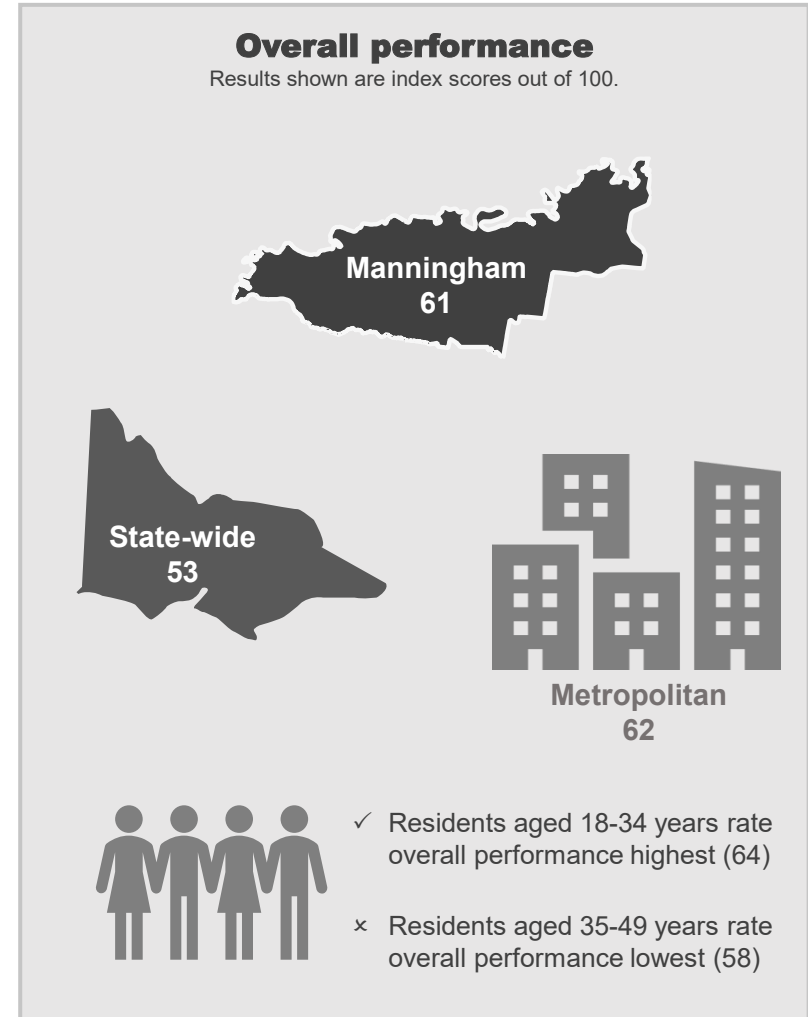 Overall performance
Results shown are index scores out of 100.
Manningham
61
State-wide
53
Metropolitan
62
✓ Residents aged 18-34 years rate
overall performance highest (64)
× Residents aged 35-49 years rate
overall performance lowest (58)